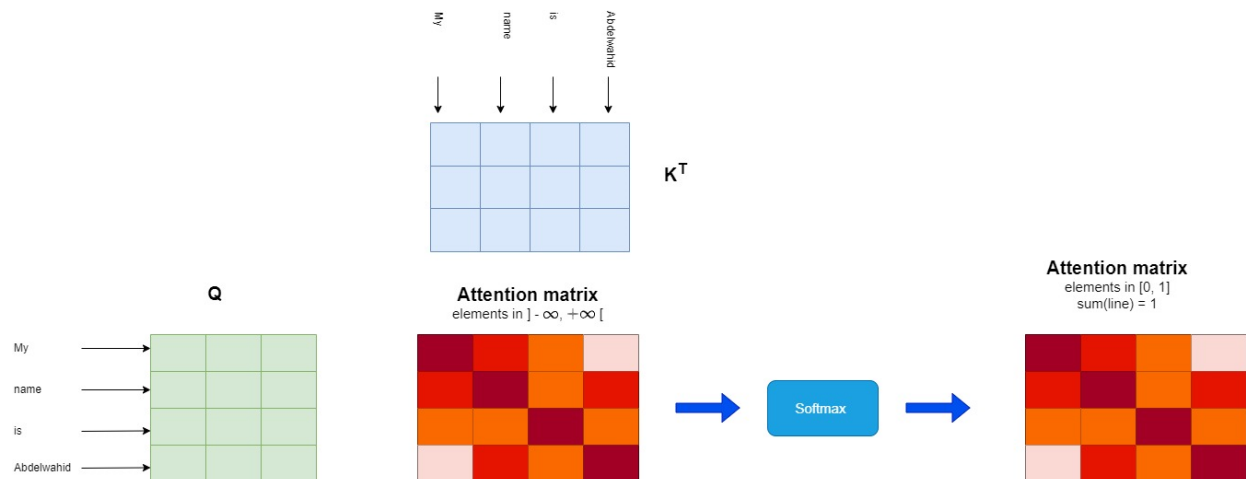 My
name
is
Abdelwahid
K^T
Q
Attention matrix
elements in ] - ∞, +∞ [
Attention matrix
elements in [0, 1]
sum(line) = 1
My
name
is
Abdelwahid
Softmax